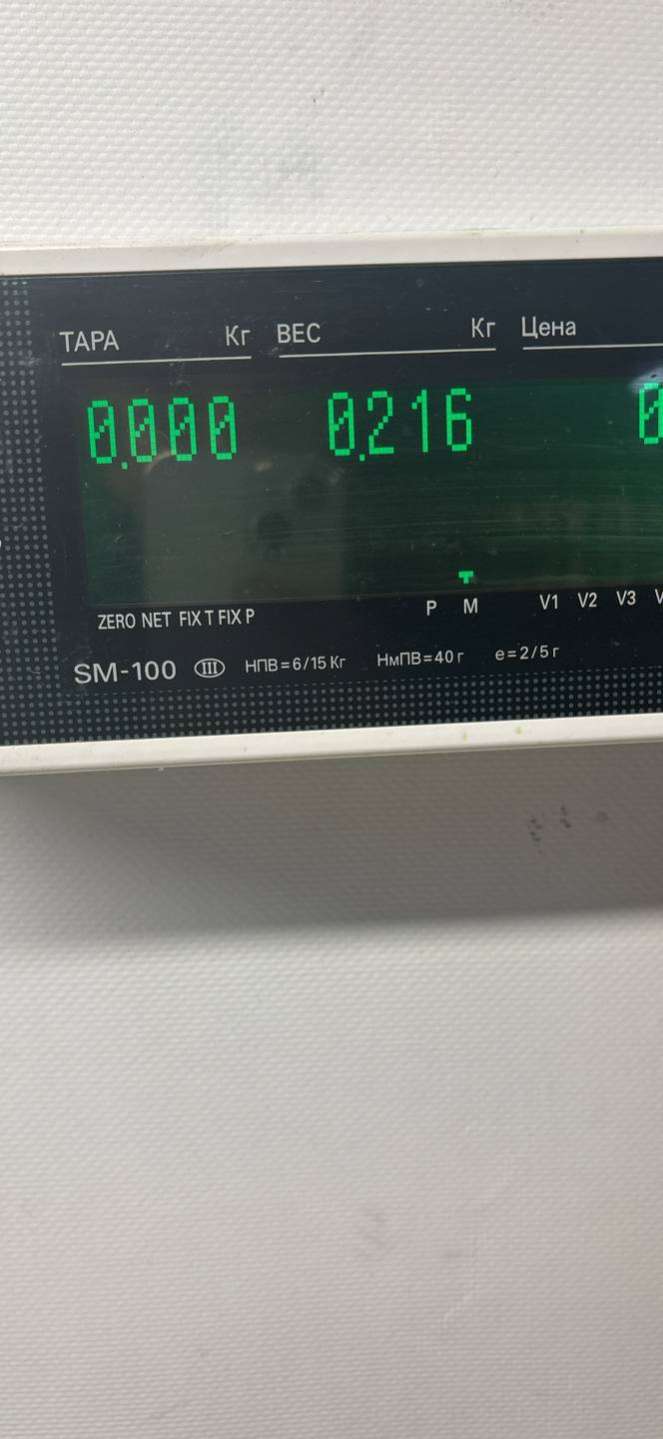 ТАРА Кг ВЕС Кг Цена
0.000 0.216
ZERO NET FIX T FIX P P M V1 V2 V3
SM-100 III НПВ=6/15 Кг НмПВ=40 г e=2/5 г